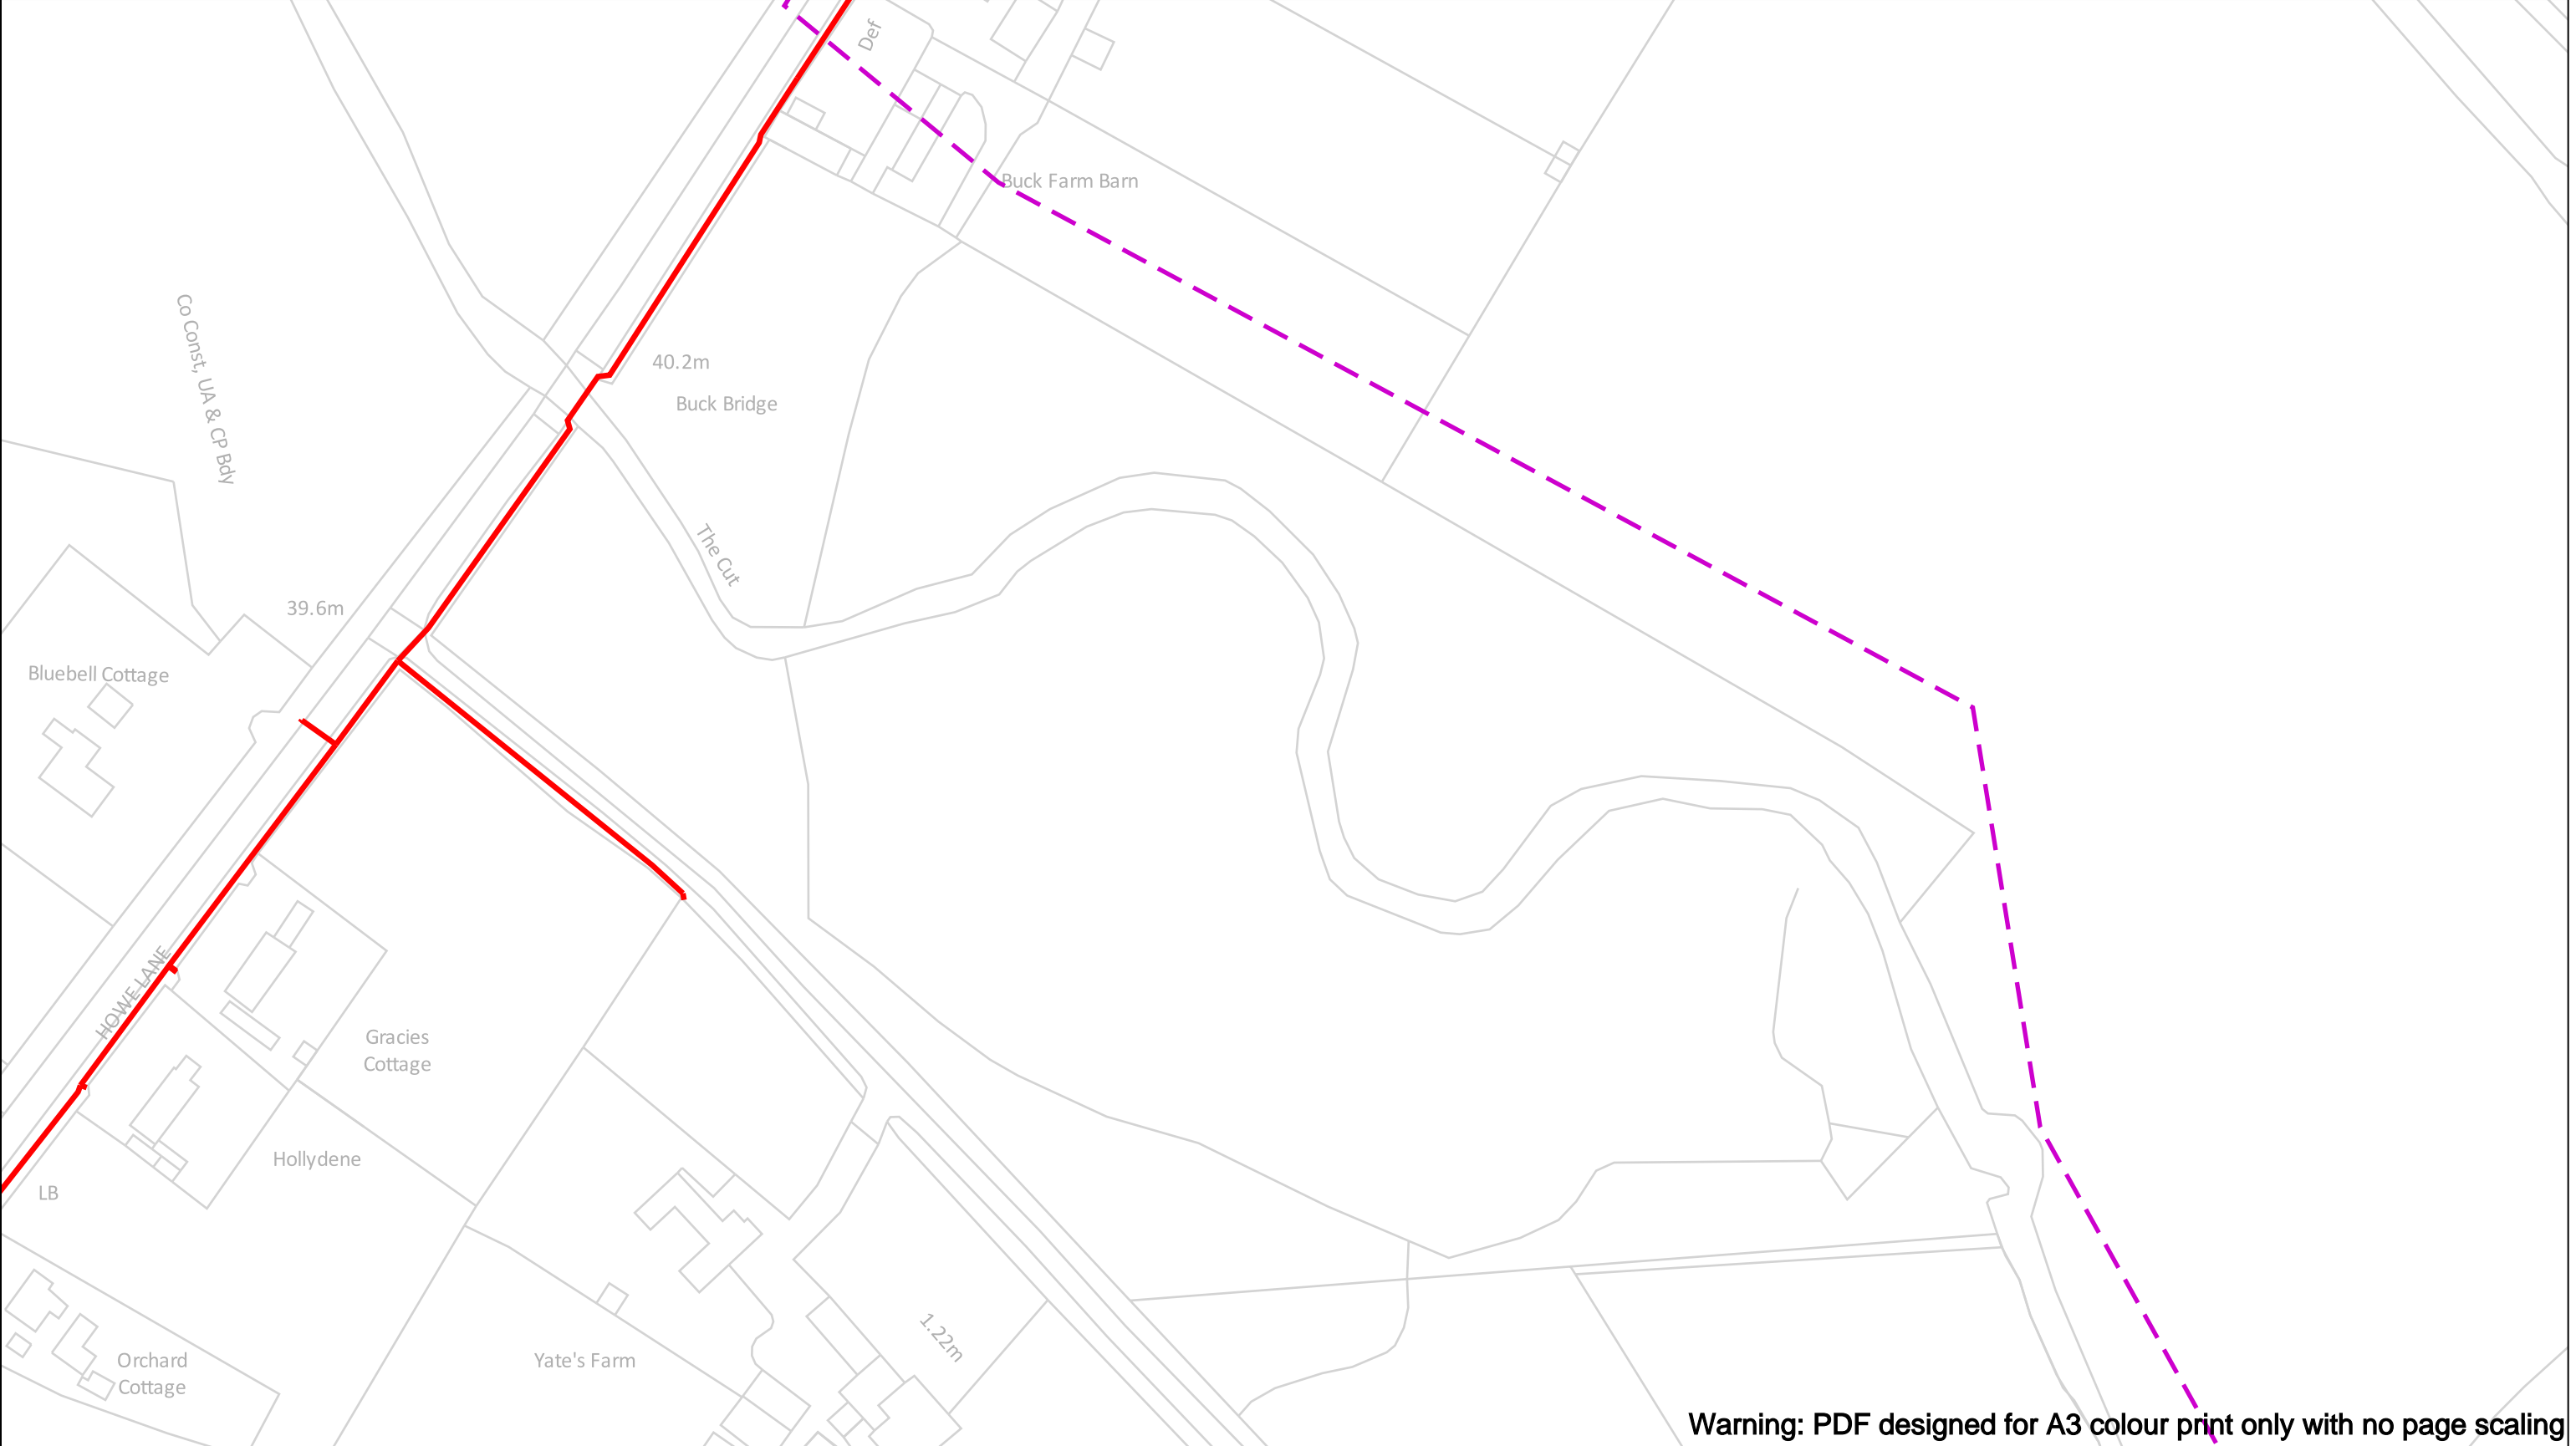 Def
Buck Farm Barn
Co Const, UA & CP Bdy
40.2m
Buck Bridge
The Cut
39.6m
Bluebell Cottage
HOWE LANE
Gracies
Cottage
Hollydene
LB
1.22m
Orchard
Cottage
Yate's Farm
Warning: PDF designed for A3 colour print only with no page scaling